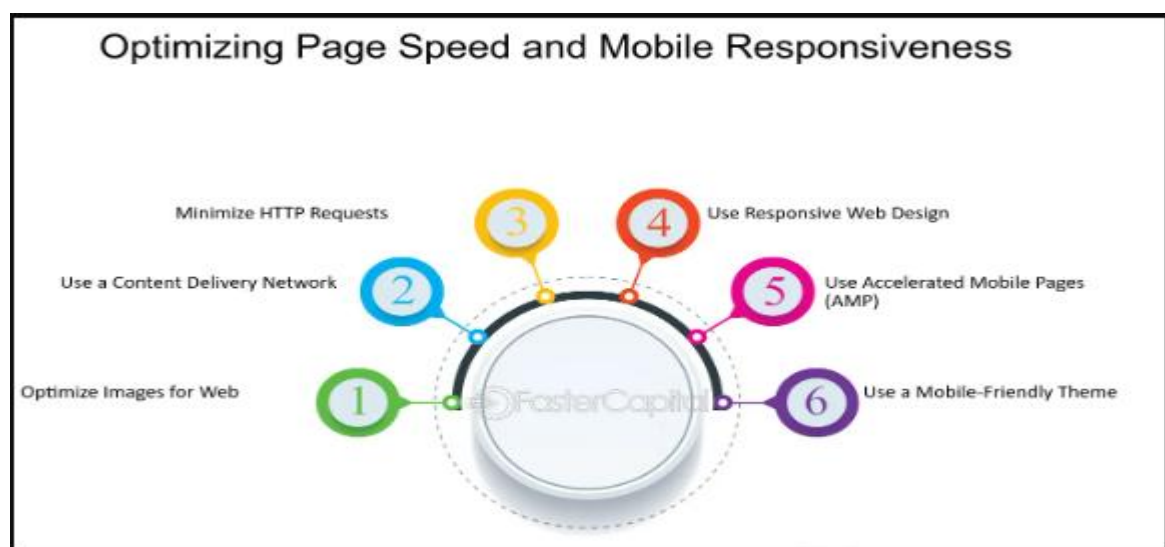 Optimizing Page Speed and Mobile Responsiveness
Minimize HTTP Requests
3
4
Use Responsive Web Design
Use a Content Delivery Network
2
5
Use Accelerated Mobile Pages
(AMP)
Optimize Images for Web
1
FasterCapital
6
Use a Mobile-Friendly Theme